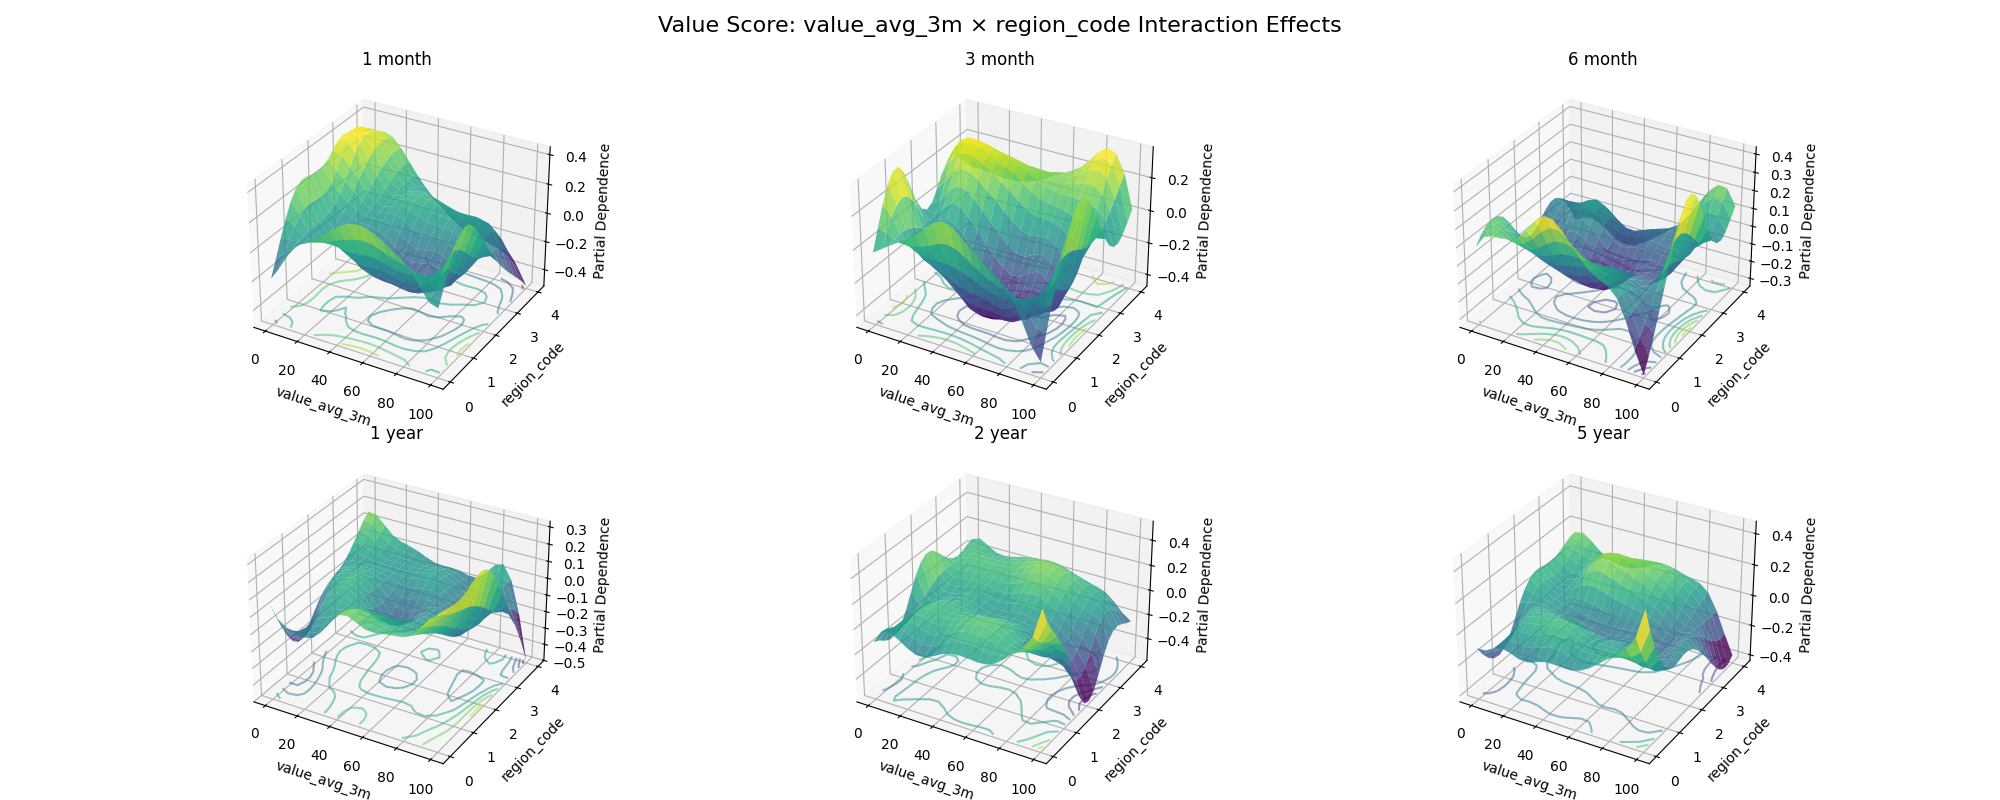 Value Score: value_avg_3m × region_code Interaction Effects
1 month
0.4
0.2
0.0
−0.2
−0.4
Partial Dependence
0 20 40 60 80 100
value_avg_3m
0 1 2 3 4
region_code
3 month
0.2
0.0
−0.2
−0.4
Partial Dependence
0 20 40 60 80 100
value_avg_3m
0 1 2 3 4
region_code
6 month
0.4
0.3
0.2
0.1
0.0
−0.1
−0.2
−0.3
Partial Dependence
0 20 40 60 80 100
value_avg_3m
0 1 2 3 4
region_code
1 year
0.3
0.2
0.1
0.0
−0.1
−0.2
−0.3
−0.4
−0.5
Partial Dependence
0 20 40 60 80 100
value_avg_3m
0 1 2 3 4
region_code
2 year
0.4
0.2
0.0
−0.2
−0.4
Partial Dependence
0 20 40 60 80 100
value_avg_3m
0 1 2 3 4
region_code
5 year
0.4
0.2
0.0
−0.2
−0.4
Partial Dependence
0 20 40 60 80 100
value_avg_3m
0 1 2 3 4
region_code